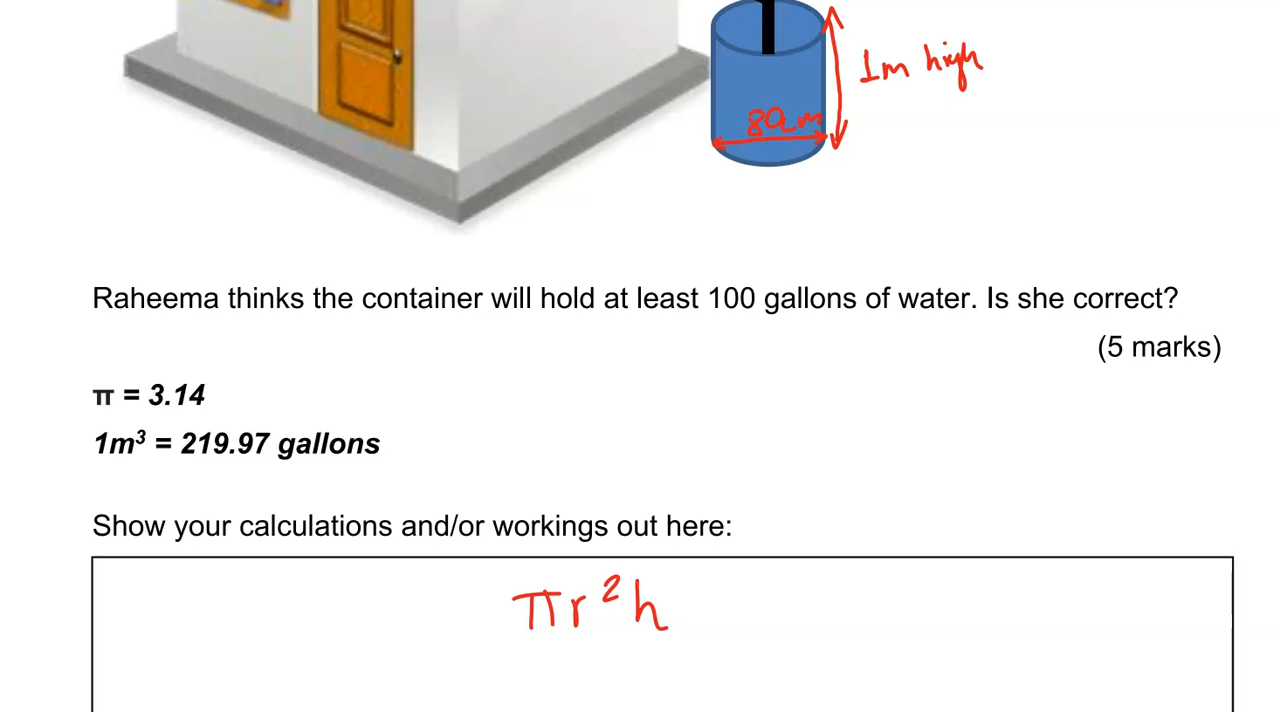 1m high
80cm
Raheema thinks the container will hold at least 100 gallons of water. Is she correct?
(5 marks)
π = 3.14
1m³ = 219.97 gallons
Show your calculations and/or workings out here:
πr²h